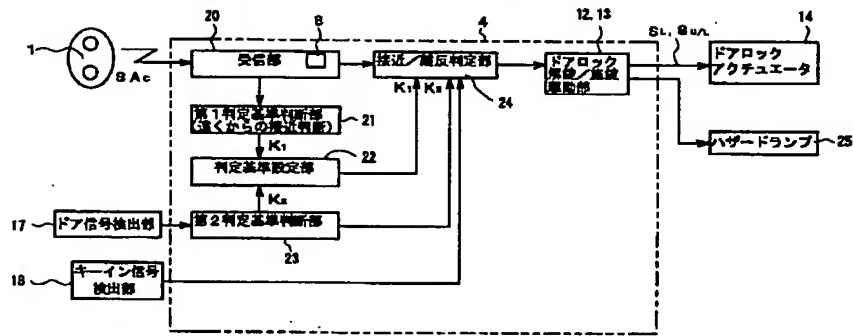 4
20
8
12, 13
SL, SU/L
14
1
SAc
受信部
接近/離反判定部
ドアロック
解錠/施錠
駆動部
ドアロック
アクチュエータ
24
K1 K2
第1判定基準判断部
(遠くからの接近判断)
21
K1
判定基準設定部
22
ハザードランプ
25
K2
17
ドア信号検出部
第2判定基準判断部
23
18
キーイン信号
検出部